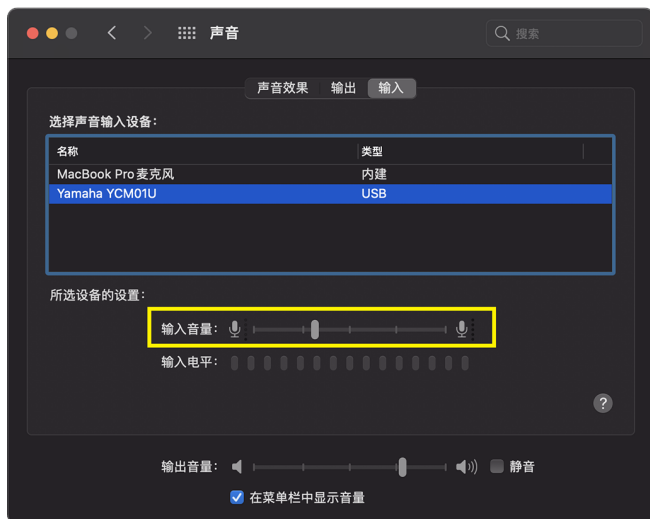 声音
搜索
声音效果 输出 输入
选择声音输入设备：
名称 类型
MacBook Pro麦克风 内建
Yamaha YCM01U USB
所选设备的设置：
输入音量：
输入电平：
?
输出音量： 静音
在菜单栏中显示音量